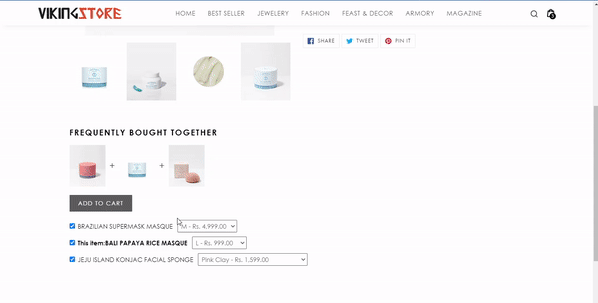 VIKINGSTORE
HOME BEST SELLER JEWELERY FASHION FEAST & DECOR ARMORY MAGAZINE
SHARE TWEET PIN IT
FREQUENTLY BOUGHT TOGETHER
+ +
ADD TO CART
BRAZILIAN SUPERMASK MASQUE M - Rs. 4,999.00
This item:BALI PAPAYA RICE MASQUE L - Rs. 999.00
JEJU ISLAND KONJAC FACIAL SPONGE Pink Clay - Rs. 1,599.00